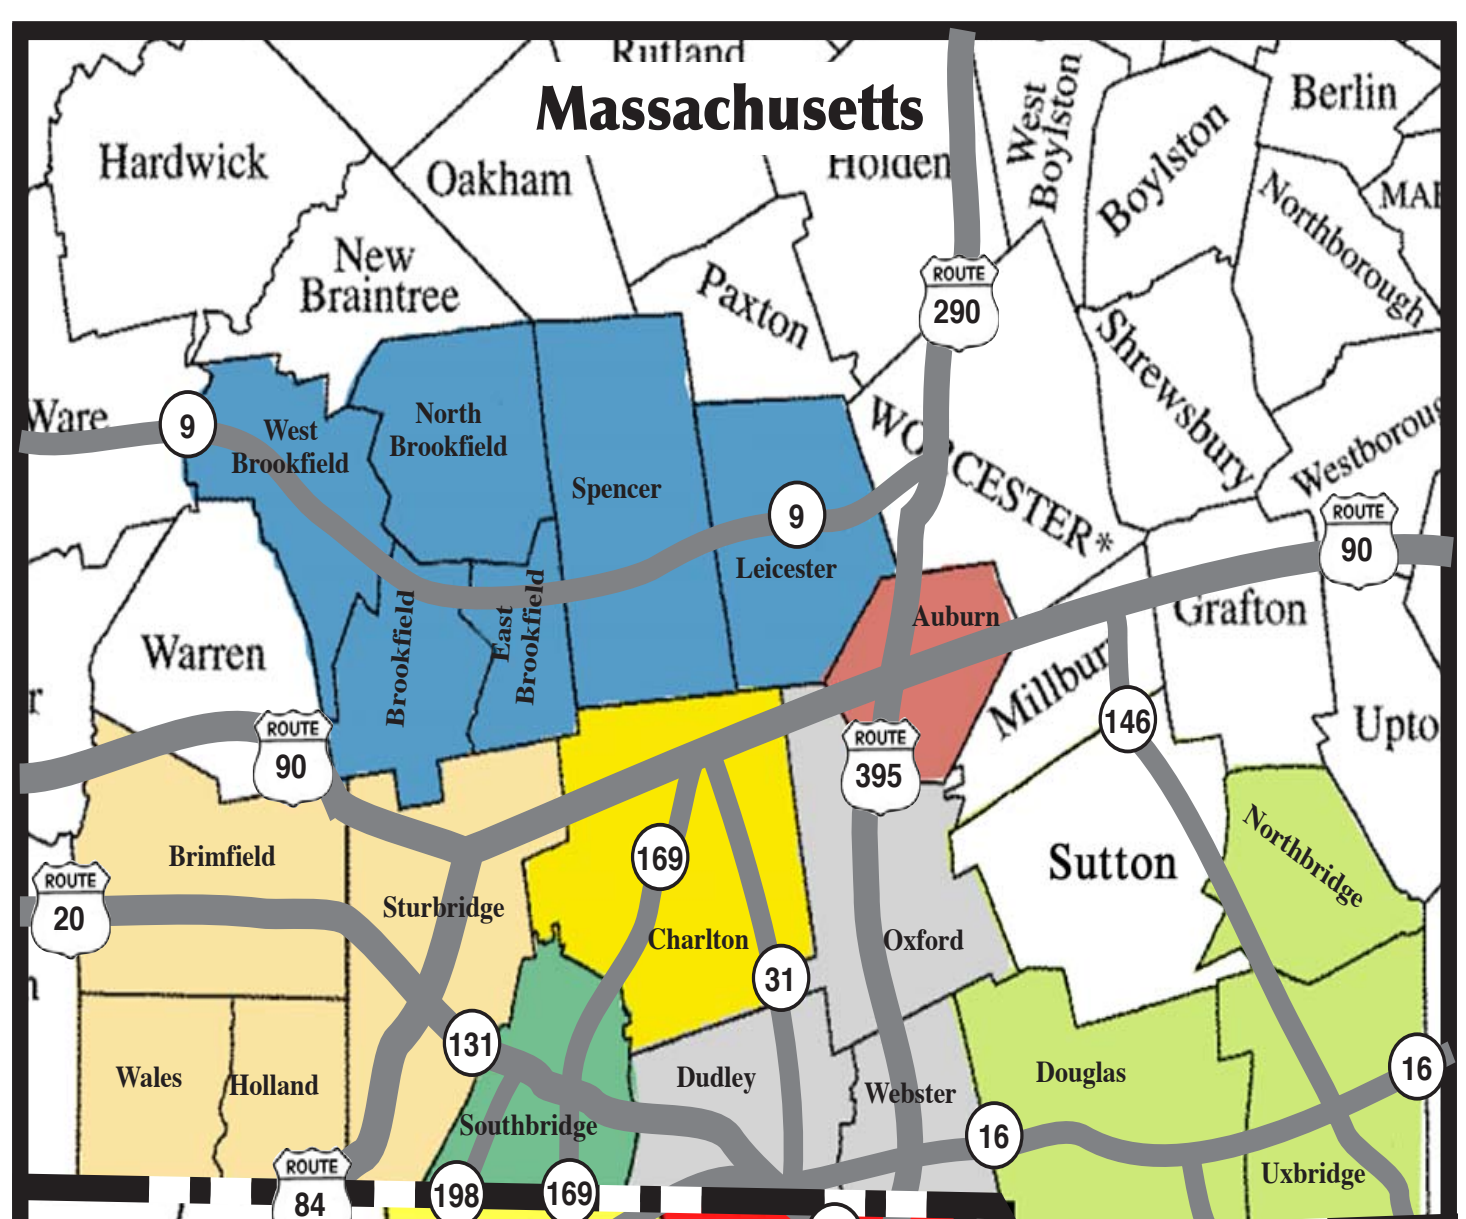 Rutland
Massachusetts
West
Boylston
Berlin
Hardwick
Oakham
Holden
Boylston
Northborough
New
Braintree
Paxton
ROUTE
290
Shrewsbury
Ware
9
West
Brookfield
North
Brookfield
Spencer
9
Leicester
WORCESTER*
ROUTE
90
Warren
Brookfield
East
Brookfield
Auburn
Grafton
Millbur
146
ROUTE
90
ROUTE
395
Brimfield
169
Sutton
Northbridge
ROUTE
20
Sturbridge
Charlton
31
Oxford
131
Wales
Holland
Dudley
Webster
Douglas
16
Southbridge
16
Uxbridge
ROUTE
84
198
169